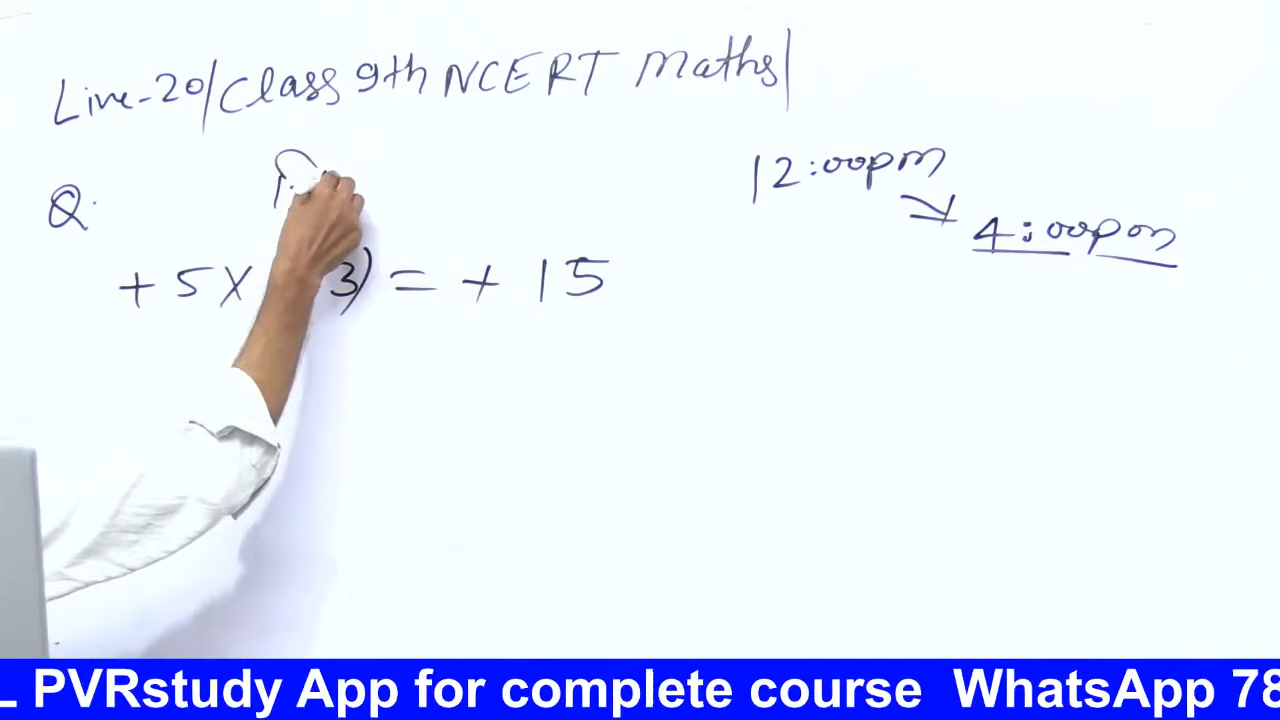 Live-20/Class 9th NCERT Maths|
12:00pm
4:00pm
Q.
+ 5 × 3) = + 15
L PVRstudy App for complete course WhatsApp 78